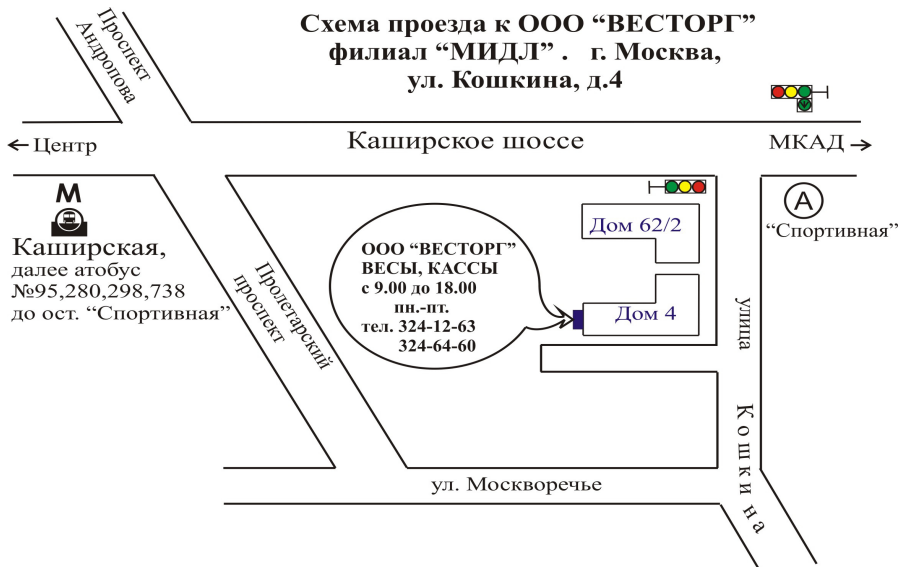 Схема проезда к ООО “ВЕСТОРГ”
филиал “МИДЛ” .   г. Москва,
ул. Кошкина, д.4
Проспект
Андропова
← Центр
Каширское шоссе
МКАД →
М
Каширская,
далее атобус
№95,280,298,738
до ост. “Спортивная”
А
“Спортивная”
Дом 62/2
ООО “ВЕСТОРГ”
ВЕСЫ, КАССЫ
с 9.00 до 18.00
пн.-пт.
тел. 324-12-63
324-64-60
Дом 4
Пролетарский
проспект
улица Кошкина
ул. Москворечье